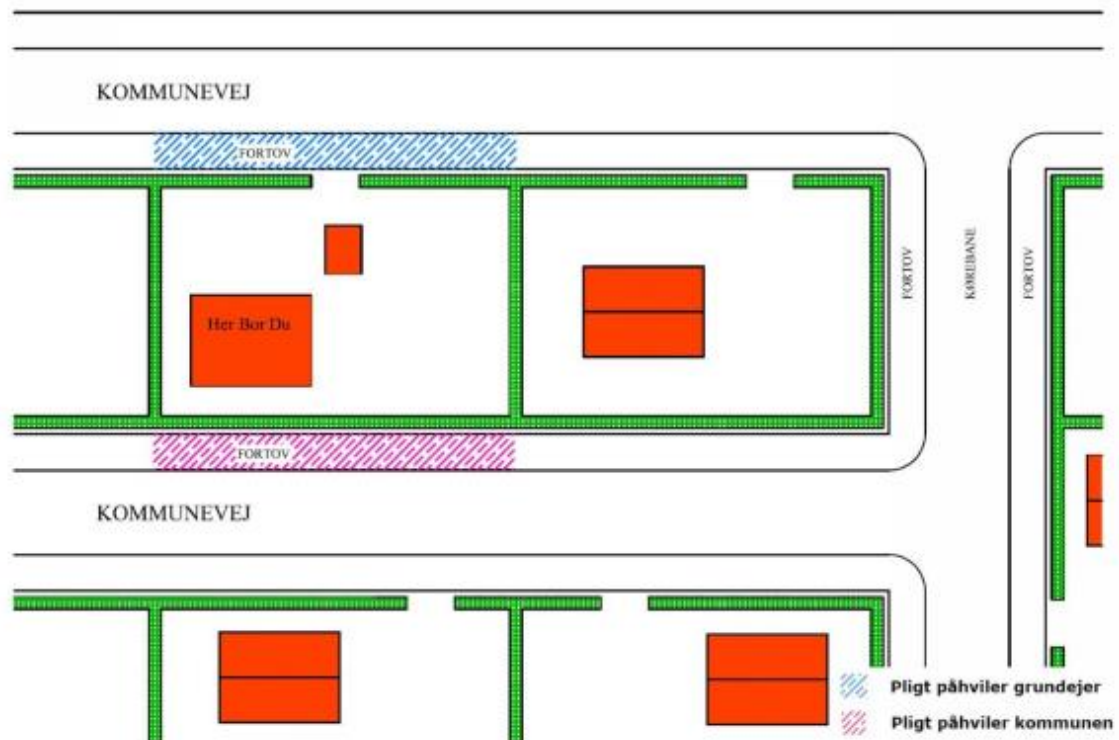 KOMMUNEVEJ
FORTOV
Her Bor Du
FORTOV
KØREBANE
FORTOV
FORTOV
KOMMUNEVEJ
Pligt påhviler grundejer
Pligt påhviler kommunen